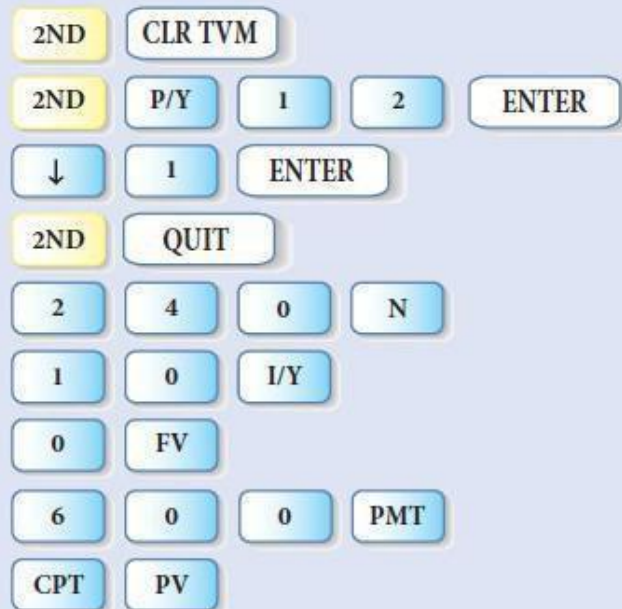 2ND CLR TVM
2ND P/Y 1 2 ENTER
↓ 1 ENTER
2ND QUIT
2 4 0 N
1 0 I/Y
0 FV
6 0 0 PMT
CPT PV